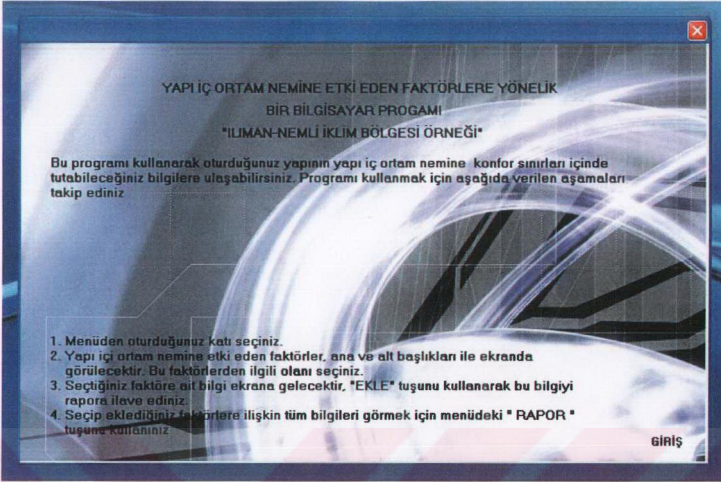 YAPI İÇ ORTAM NEMİNE ETKİ EDEN FAKTÖRLERE YÖNELİK
BİR BİLGİSAYAR PROGAMI
"ILIMAN-NEMLİ İKLİM BÖLGESİ ÖRNEĞİ"
Bu programı kullanarak oturduğunuz yapının yapı iç ortam nemine konfor sınırları içinde
tutabileceğiniz bilgilere ulaşabilirsiniz. Programı kullanmak için aşağıda verilen aşamaları
takip ediniz
1. Menüden oturduğunuz katı seçiniz.
2. Yapı içi ortam nemine etki eden faktörler, ana ve alt başlıkları ile ekranda
görülecektir. Bu faktörlerden ilgili olanı seçiniz.
3. Seçtiğiniz faktöre ait bilgi ekrana gelecektir, "EKLE" tuşunu kullanarak bu bilgiyi
rapora ilave ediniz.
4. Seçip eklediğiniz faktörlere ilişkin tüm bilgileri görmek için menüdeki " RAPOR "
tuşunu kullanınız
GİRİŞ